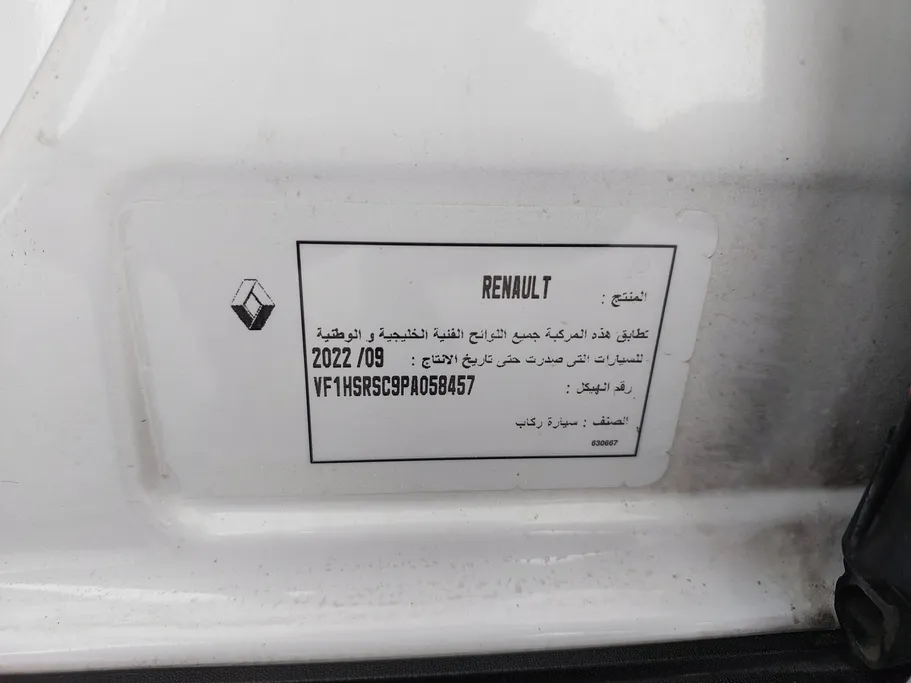 المنتج : RENAULT
تطابق هذه المركبة جميع اللوائح الفنية الخليجية و الوطنية
للسيارات التي صدرت حتى تاريخ الانتاج : 2022/09
رقم الهيكل : VF1HSRSC9PA058457
الصنف : سيارة ركاب
630667